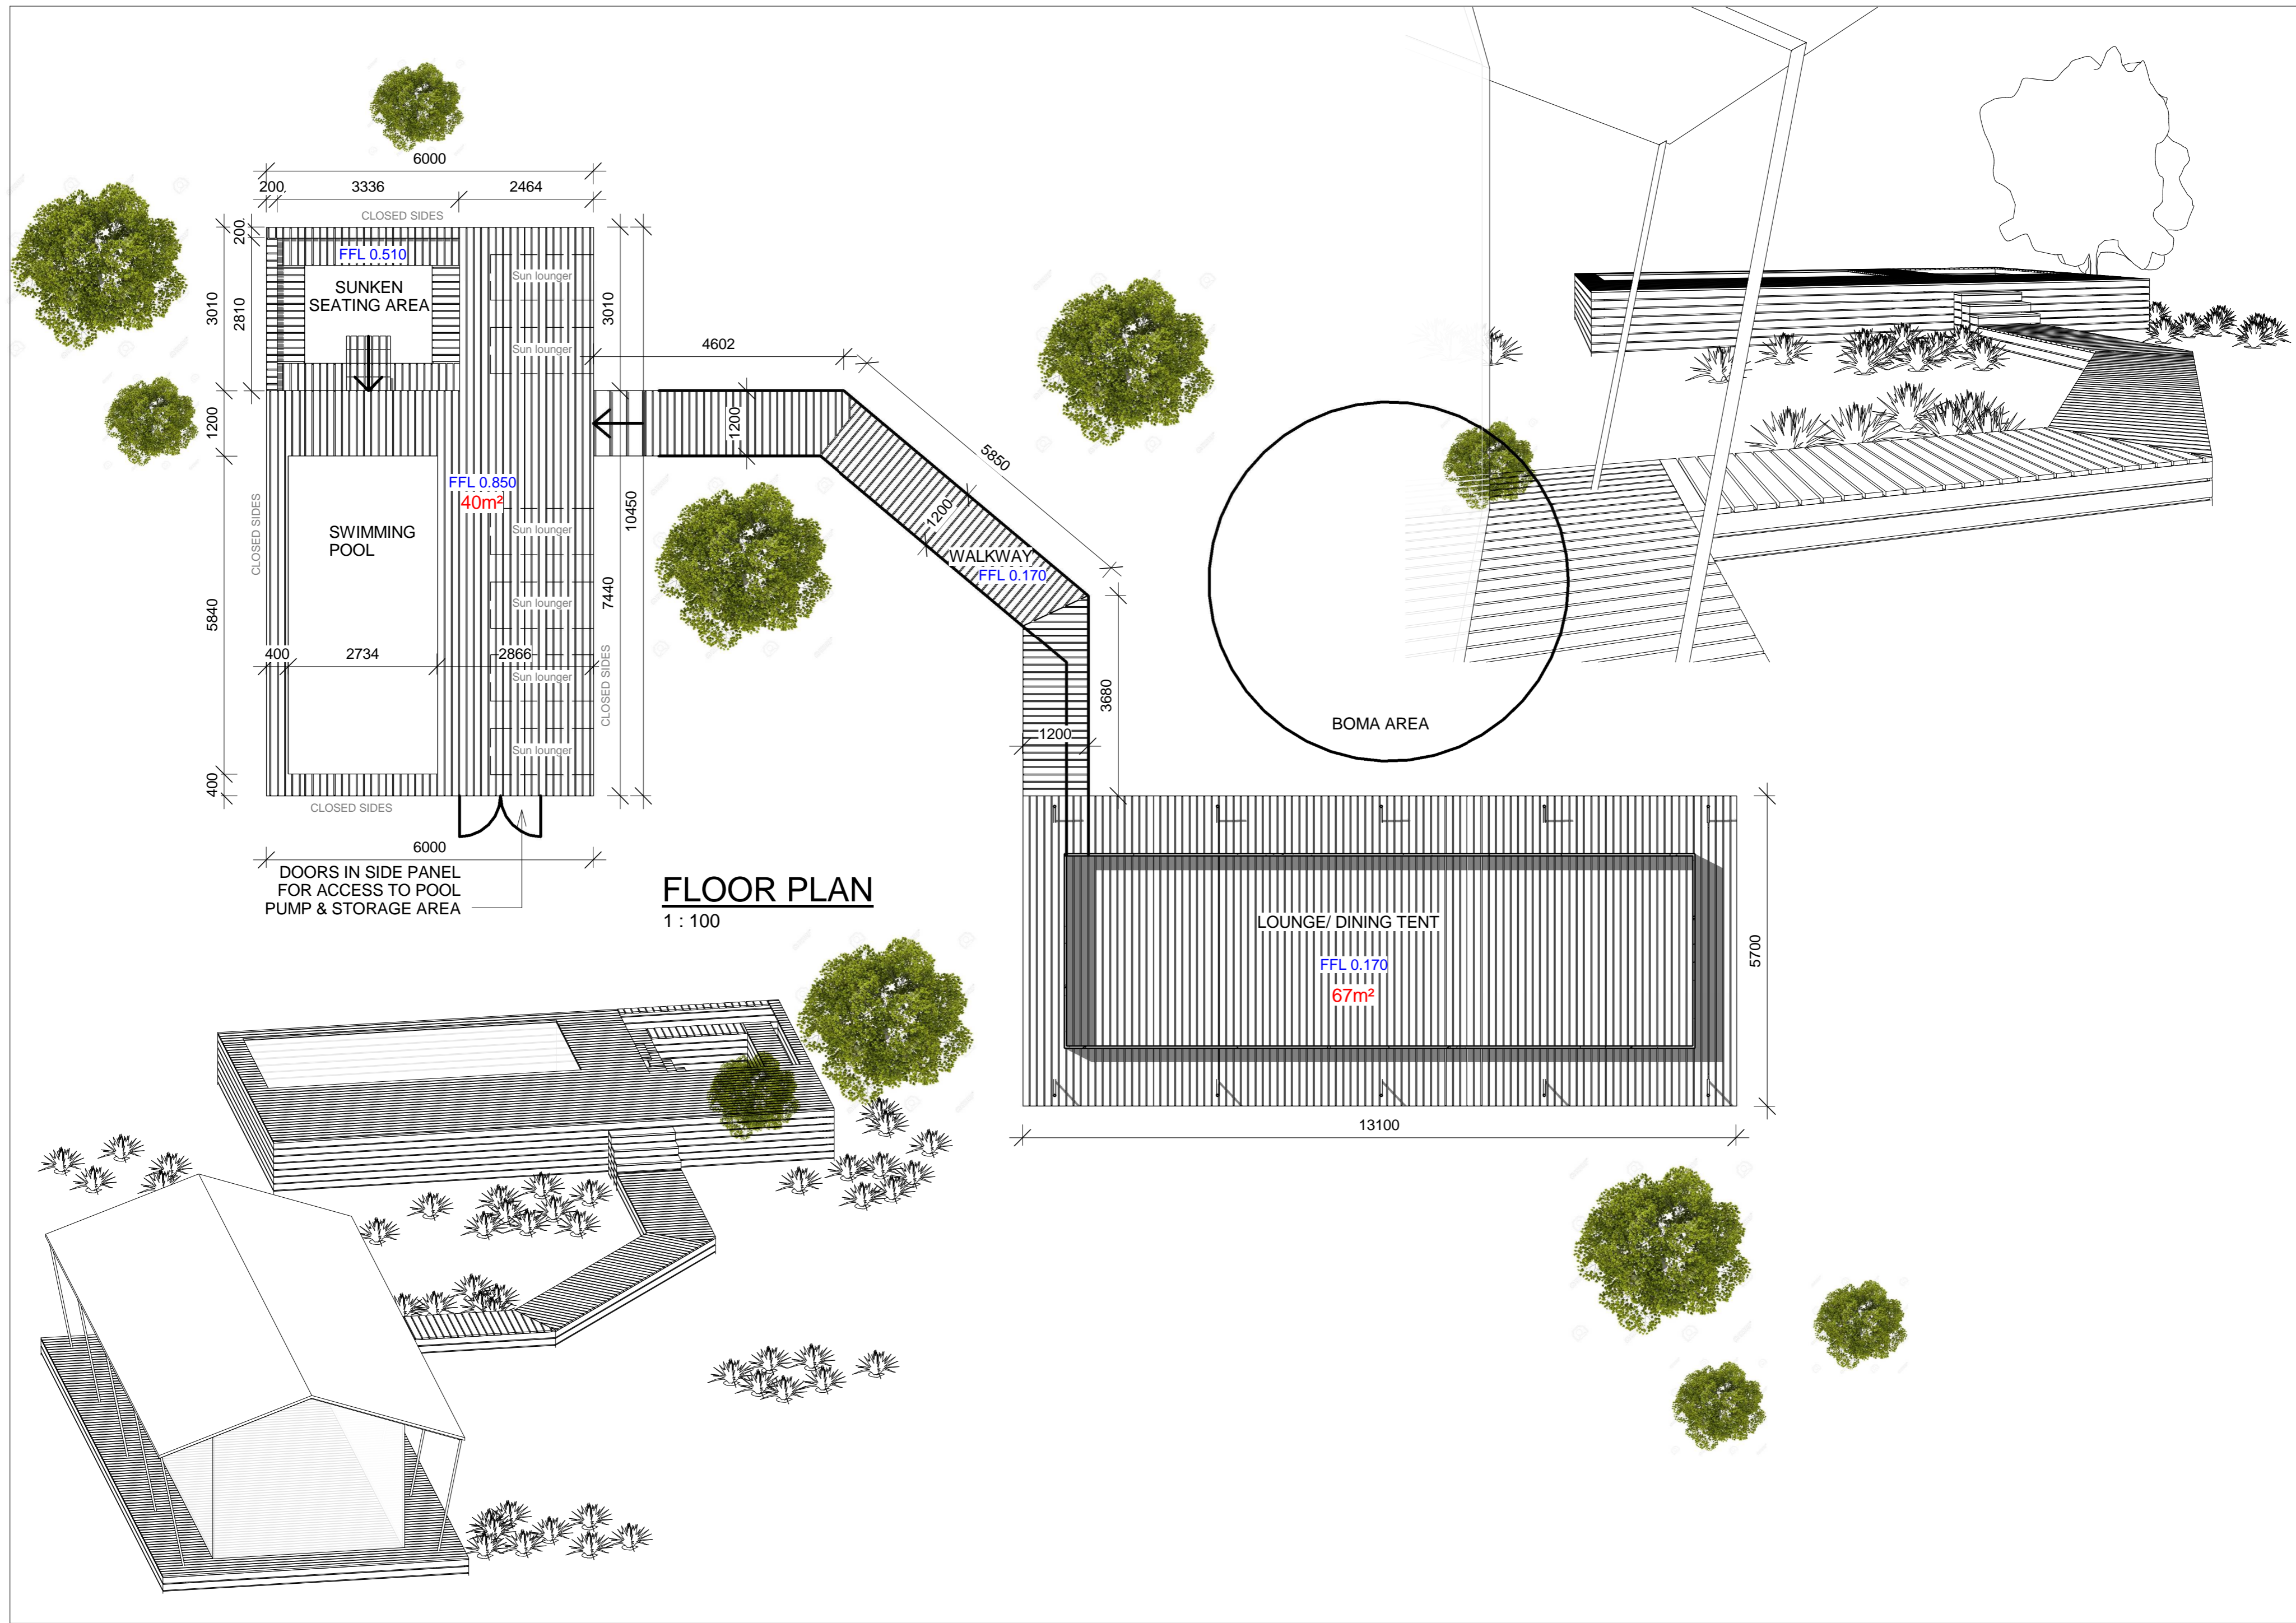 6000
200
3336
2464
CLOSED SIDES
200
FFL 0.510
Sun lounger
SUNKEN
SEATING AREA
3010
2810
3010
Sun lounger
4602
1200
1200
5850
CLOSED SIDES
FFL 0.850
40m²
10450
1200
SWIMMING
POOL
Sun lounger
WALKWAY
FFL 0.170
5840
Sun lounger
7440
400
2734
2866
Sun lounger
CLOSED SIDES
3680
1200
BOMA AREA
Sun lounger
400
CLOSED SIDES
6000
DOORS IN SIDE PANEL
FOR ACCESS TO POOL
PUMP & STORAGE AREA
FLOOR PLAN
1 : 100
LOUNGE/ DINING TENT
FFL 0.170
67m²
5700
13100